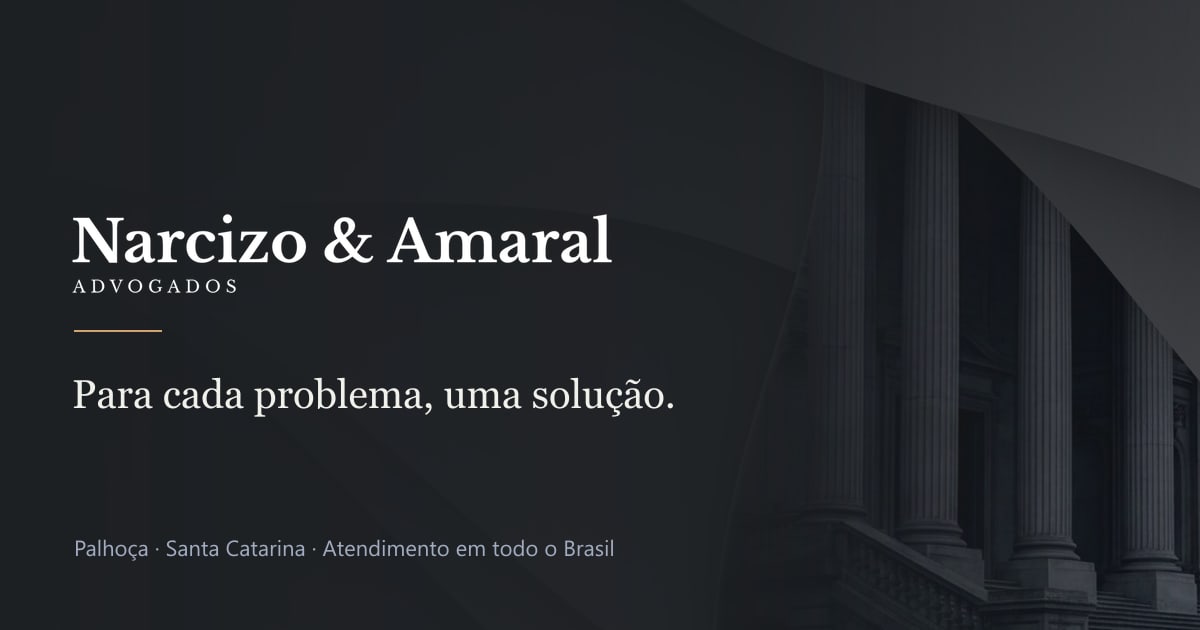 Narcizo & Amaral
ADVOGADOS
Para cada problema, uma solução.
Palhoça · Santa Catarina · Atendimento em todo o Brasil